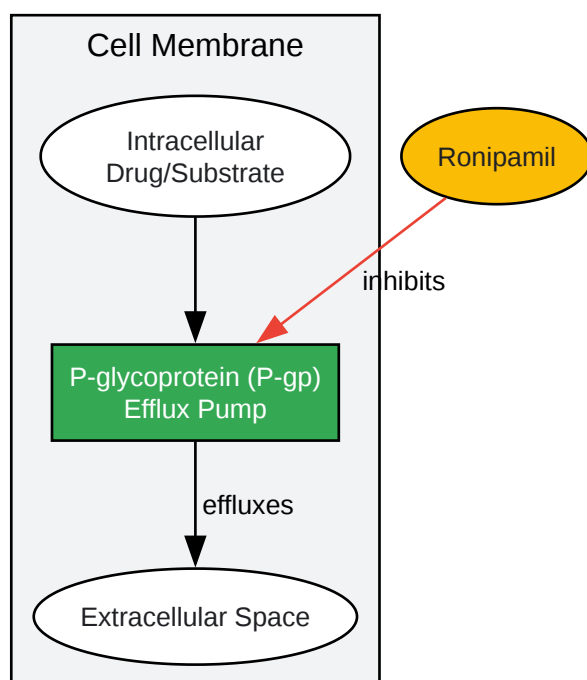 Cell Membrane
Intracellular
Drug/Substrate
Ronipamil
inhibits
P-glycoprotein (P-gp)
Efflux Pump
effluxes
Extracellular Space